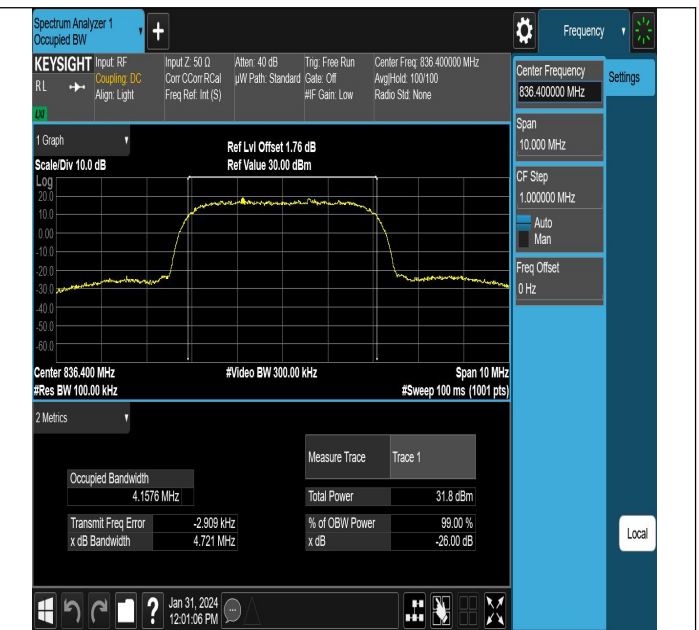 Spectrum Analyzer 1
Occupied BW
+
Frequency
KEYSIGHT
RL
LXI
Input: RF
Coupling: DC
Align: Light
Input Z: 50 Ω
Corr CCorr RCal
Freq Ref: Int (S)
Atten: 40 dB
µW Path: Standard
Trig: Free Run
Gate: Off
#IF Gain: Low
Center Freq: 836.400000 MHz
Avg|Hold: 100/100
Radio Std: None
Center Frequency
836.400000 MHz
Settings
Span
10.000 MHz
CF Step
1.000000 MHz
Auto
Man
Freq Offset
0 Hz
1 Graph
Scale/Div 10.0 dB
Ref Lvl Offset 1.76 dB
Ref Value 30.00 dBm
Log
20.0
10.0
0.00
-10.0
-20.0
-30.0
-40.0
-50.0
-60.0
Center 836.400 MHz
#Video BW 300.00 kHz
Span 10 MHz
#Res BW 100.00 kHz
#Sweep 100 ms (1001 pts)
2 Metrics
Measure Trace Trace 1
Occupied Bandwidth
4.1576 MHz
Total Power 31.8 dBm
Transmit Freq Error -2.909 kHz
% of OBW Power 99.00 %
x dB Bandwidth 4.721 MHz
x dB -26.00 dB
Local
?
Jan 31, 2024
12:01:06 PM